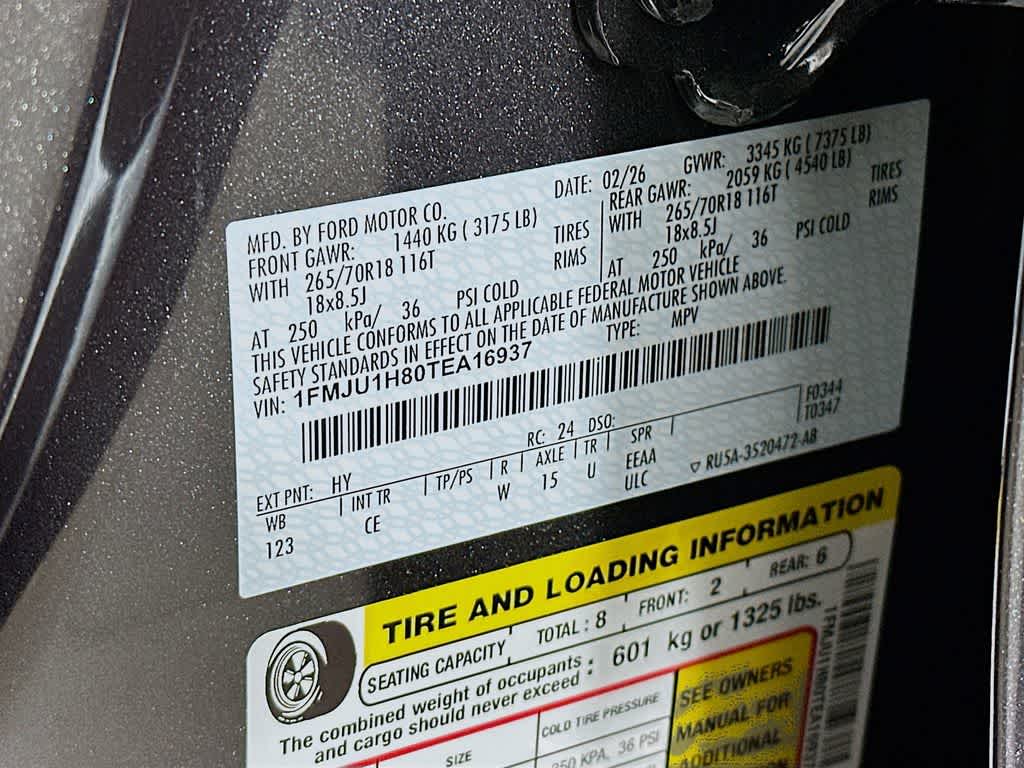 MFD. BY FORD MOTOR CO.
DATE: 02/26 GVWR: 3345 KG ( 7375 LB)
FRONT GAWR: 1440 KG ( 3175 LB)
WITH 265/70R18 116T TIRES
18x8.5J RIMS
AT 250 kPa/ 36 PSI COLD
REAR GAWR: 2059 KG ( 4540 LB)
WITH 265/70R18 116T TIRES
18x8.5J RIMS
AT 250 kPa/ 36 PSI COLD
THIS VEHICLE CONFORMS TO ALL APPLICABLE FEDERAL MOTOR VEHICLE
SAFETY STANDARDS IN EFFECT ON THE DATE OF MANUFACTURE SHOWN ABOVE.
VIN: 1FMJU1H80TEA16937 TYPE: MPV
F0344
T0347
EXT PNT: HY RC: 24 DSO:
WB INT TR TP/PS R AXLE TR SPR
123 CE W 15 U EEAA
ULC
RU5A-3520472-AB
TIRE AND LOADING INFORMATION
SEATING CAPACITY TOTAL : 8 FRONT: 2 REAR: 6
The combined weight of occupants : 601 kg or 1325 lbs.
and cargo should never exceed :
SIZE COLD TIRE PRESSURE
250 KPA, 36 PSI
SEE OWNERS
MANUAL FOR
ADDITIONAL